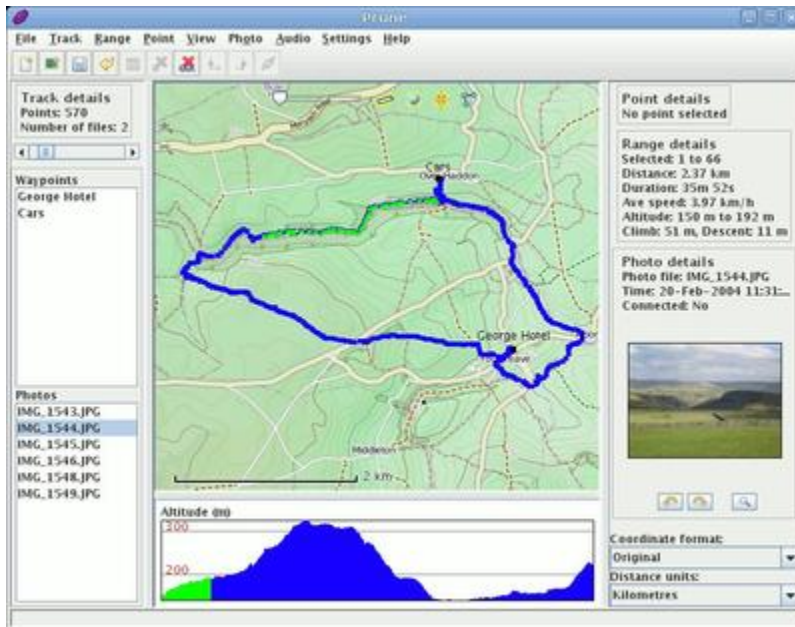 Prune
File Track Range Point View Photo Audio Settings Help
Track details
Points: 570
Number of files: 2
Waypoints
George Hotel
Cars
Photos
IMG_1543.JPG
IMG_1544.JPG
IMG_1545.JPG
IMG_1546.JPG
IMG_1548.JPG
IMG_1549.JPG
Cars
Over Haddon
George Hotel
Middleton
2 km
Altitude (m)
300
200
Point details
No point selected
Range details
Selected: 1 to 66
Distance: 2.37 km
Duration: 35m 52s
Ave speed: 3.97 km/h
Altitude: 150 m to 192 m
Climb: 51 m, Descent: 11 m
Photo details
Photo file: IMG_1544.JPG
Time: 20-Feb-2004 11:31:...
Connected: No
Coordinate format:
Original
Distance units:
Kilometres